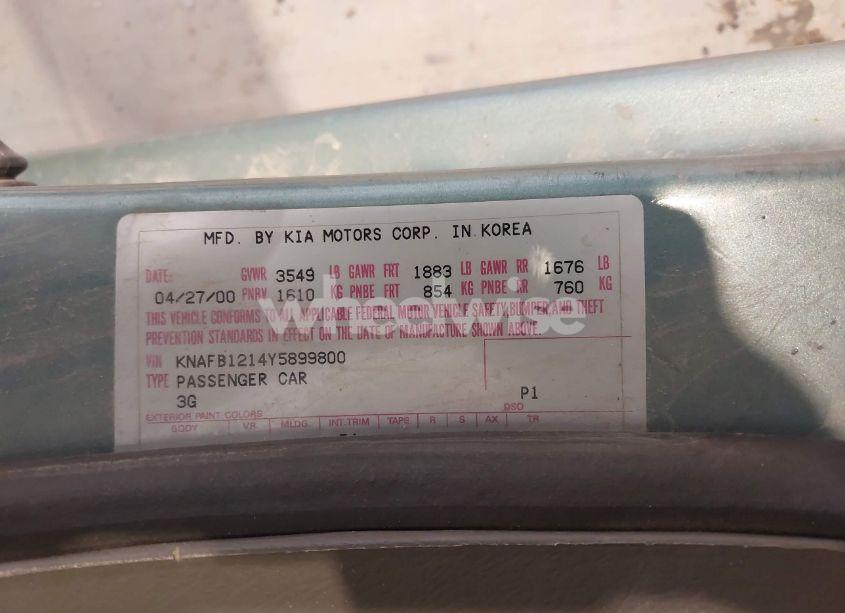 MFD. BY KIA MOTORS CORP. IN KOREA
DATE: GVWR 3549 LB GAWR FRT 1883 LB GAWR RR 1676 LB
04/27/00 PNBV 1610 KG PNBE FRT 854 KG PNBE RR 760 KG
THIS VEHICLE CONFORMS TO ALL APPLICABLE FEDERAL MOTOR VEHICLE SAFETY, BUMPER, AND THEFT
PREVENTION STANDARDS IN EFFECT ON THE DATE OF MANUFACTURE SHOWN ABOVE.
wheelwise
VIN KNAFB1214Y5899800
TYPE PASSENGER CAR
3G P1
DSO
EXTERIOR PAINT COLORS
BODY VR. MLDG. INT.TRIM TAPE R S AX TR